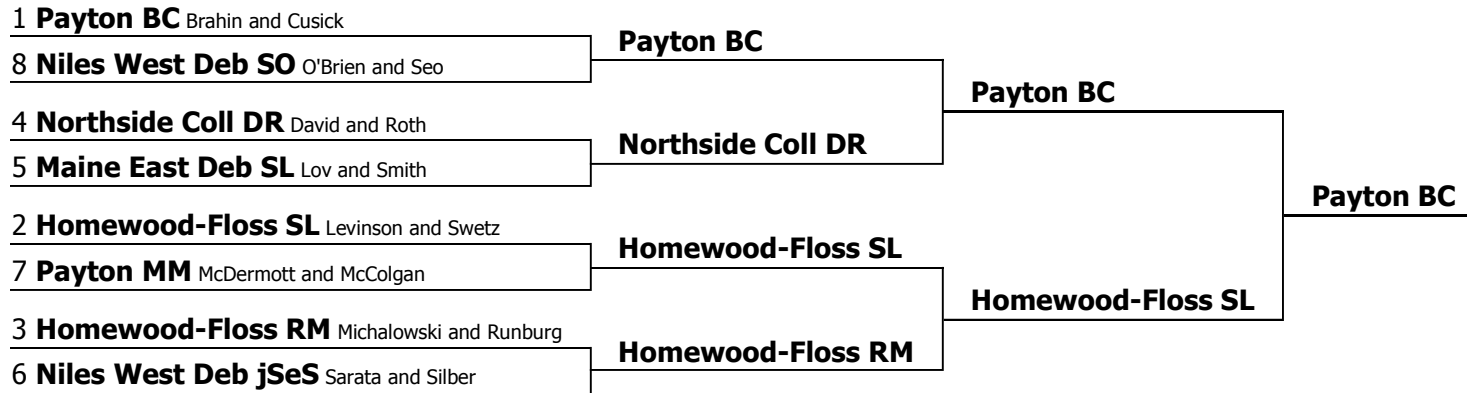 1 Payton BC Brahin and Cusick
8 Niles West Deb SO O'Brien and Seo
4 Northside Coll DR David and Roth
5 Maine East Deb SL Lov and Smith
2 Homewood-Floss SL Levinson and Swetz
7 Payton MM McDermott and McColgan
3 Homewood-Floss RM Michalowski and Runburg
6 Niles West Deb jSeS Sarata and Silber
Payton BC
Northside Coll DR
Homewood-Floss SL
Homewood-Floss RM
Payton BC
Homewood-Floss SL
Payton BC